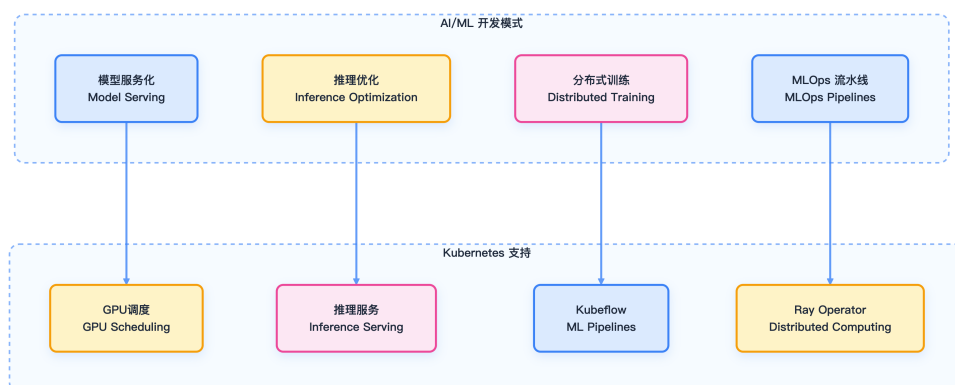 AI/ML 开发模式
模型服务化
Model Serving
推理优化
Inference Optimization
分布式训练
Distributed Training
MLOps 流水线
MLOps Pipelines
Kubernetes 支持
GPU调度
GPU Scheduling
推理服务
Inference Serving
Kubeflow
ML Pipelines
Ray Operator
Distributed Computing